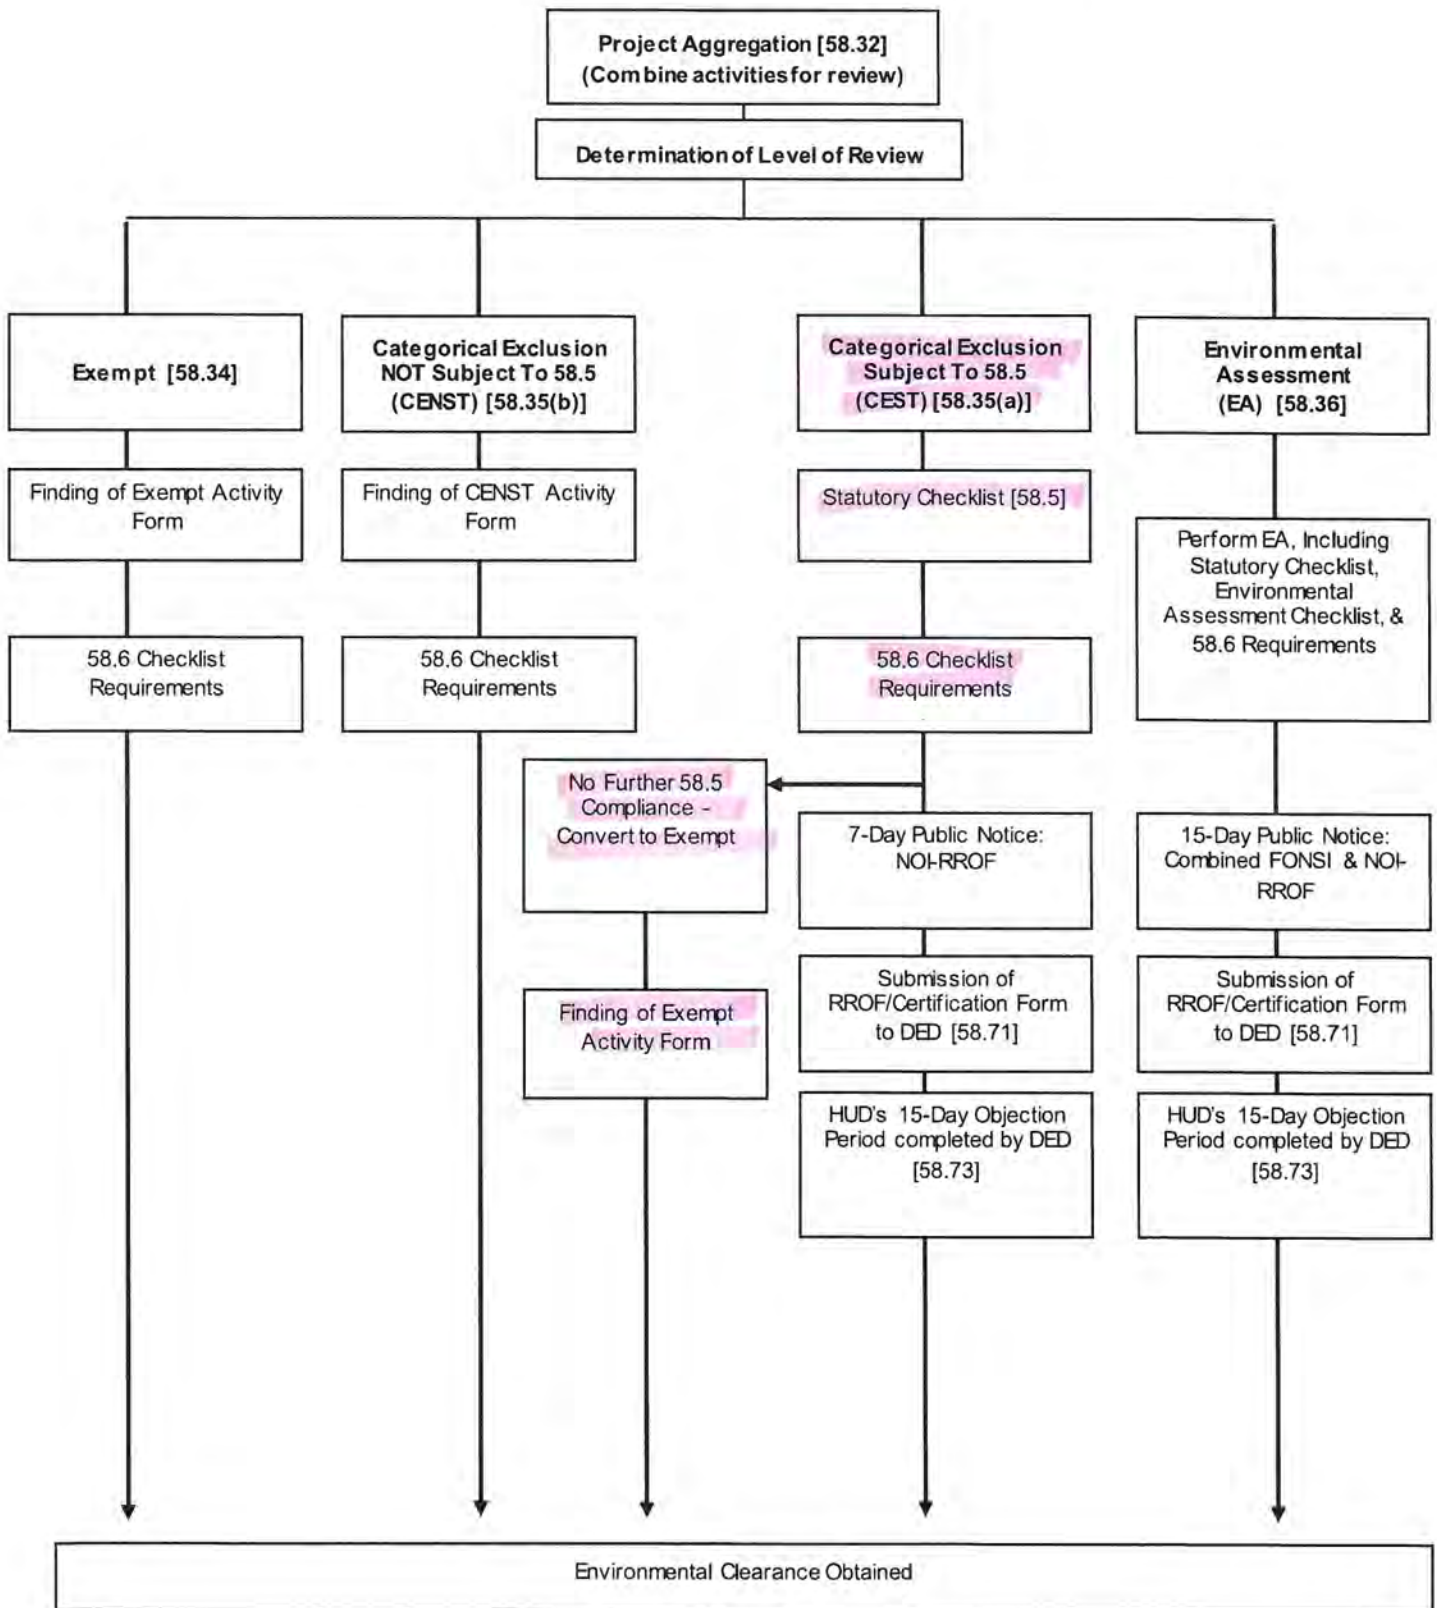 Project Aggregation [58.32]
(Combine activities for review)
Determination of Level of Review
Exempt [58.34]
Categorical Exclusion
NOT Subject To 58.5
(CENST) [58.35(b)]
Categorical Exclusion
Subject To 58.5
(CEST) [58.35(a)]
Environmental
Assessment
(EA) [58.36]
Finding of Exempt Activity
Form
Finding of CENST Activity
Form
Statutory Checklist [58.5]
Perform EA, Including
Statutory Checklist,
Environmental
Assessment Checklist, &
58.6 Requirements
58.6 Checklist
Requirements
58.6 Checklist
Requirements
58.6 Checklist
Requirements
No Further 58.5
Compliance -
Convert to Exempt
7-Day Public Notice:
NOI-RROF
15-Day Public Notice:
Combined FONSI & NOI-
RROF
Finding of Exempt
Activity Form
Submission of
RROF/Certification Form
to DED [58.71]
Submission of
RROF/Certification Form
to DED [58.71]
HUD's 15-Day Objection
Period completed by DED
[58.73]
HUD's 15-Day Objection
Period completed by DED
[58.73]
Environmental Clearance Obtained